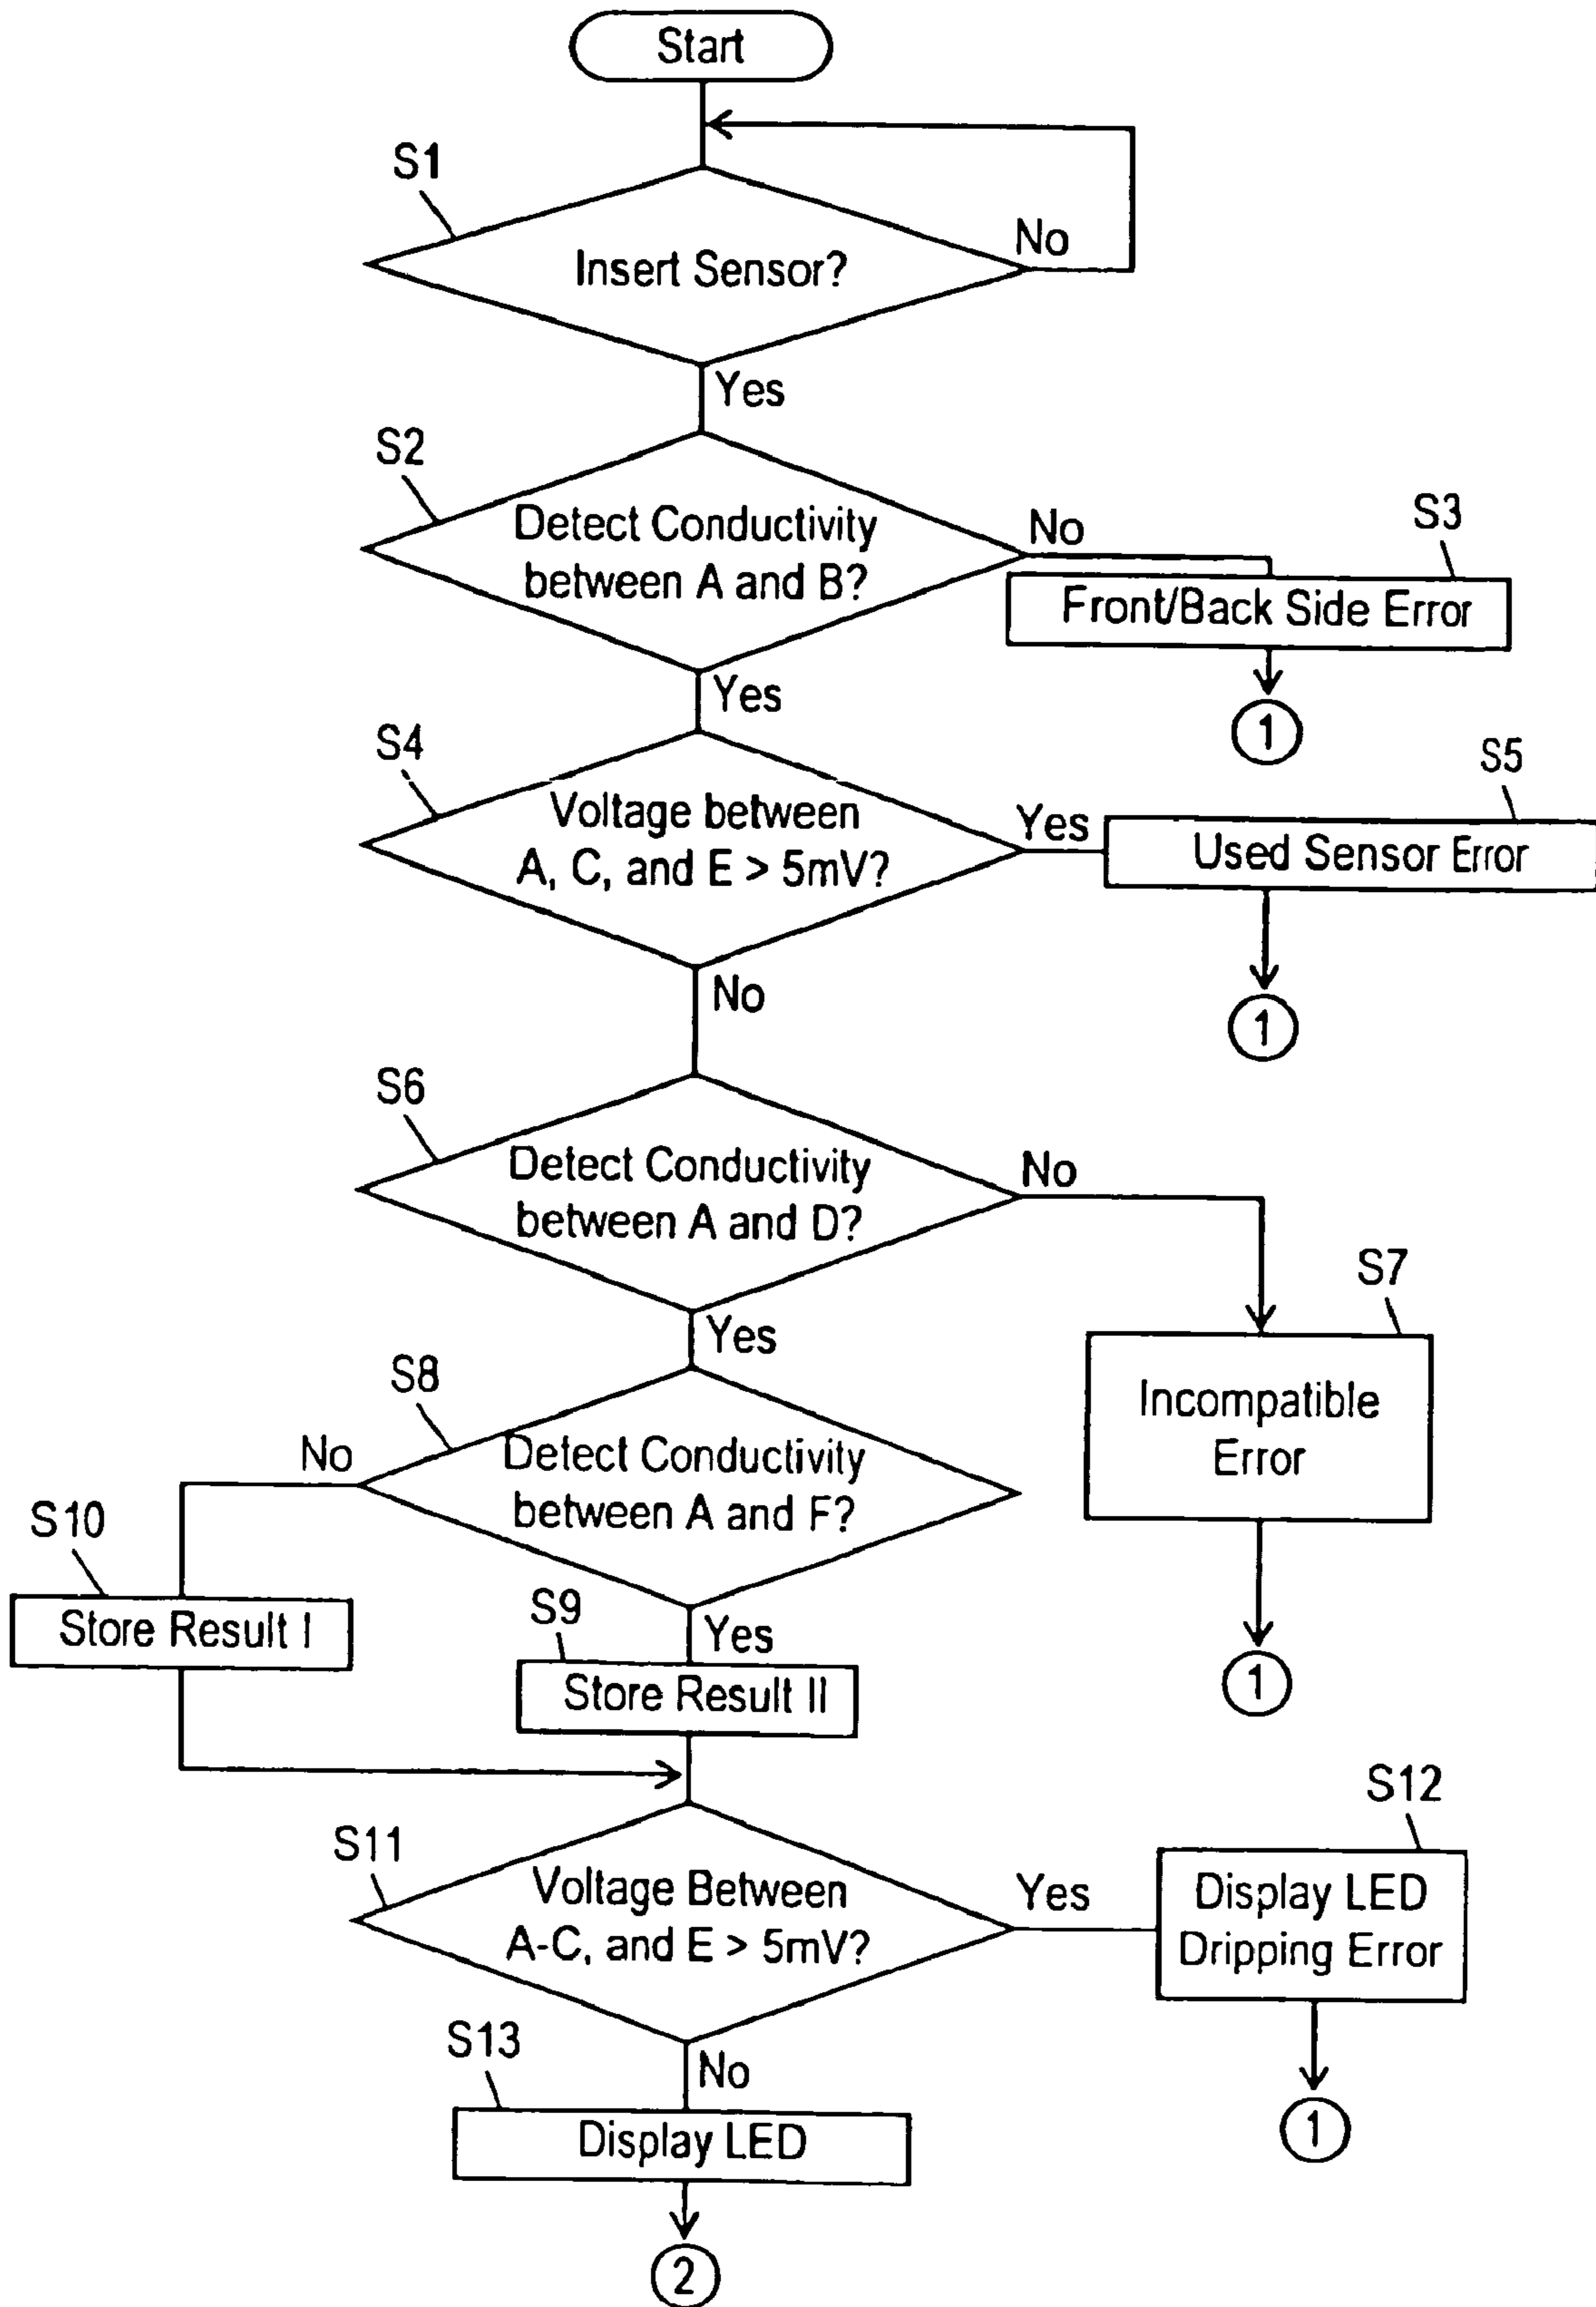 Start
S1
Insert Sensor?
No
Yes
S2
Detect Conductivity
between A and B?
No
S3
Front/Back Side Error
1
Yes
S4
Voltage between
A, C, and E > 5mV?
Yes
S5
Used Sensor Error
1
No
S6
Detect Conductivity
between A and D?
No
S7
Incompatible
Error
1
Yes
S8
Detect Conductivity
between A and F?
No
S10
Store Result I
Yes
S9
Store Result II
S11
Voltage Between
A-C, and E > 5mV?
Yes
S12
Display LED
Dripping Error
1
No
S13
Display LED
2